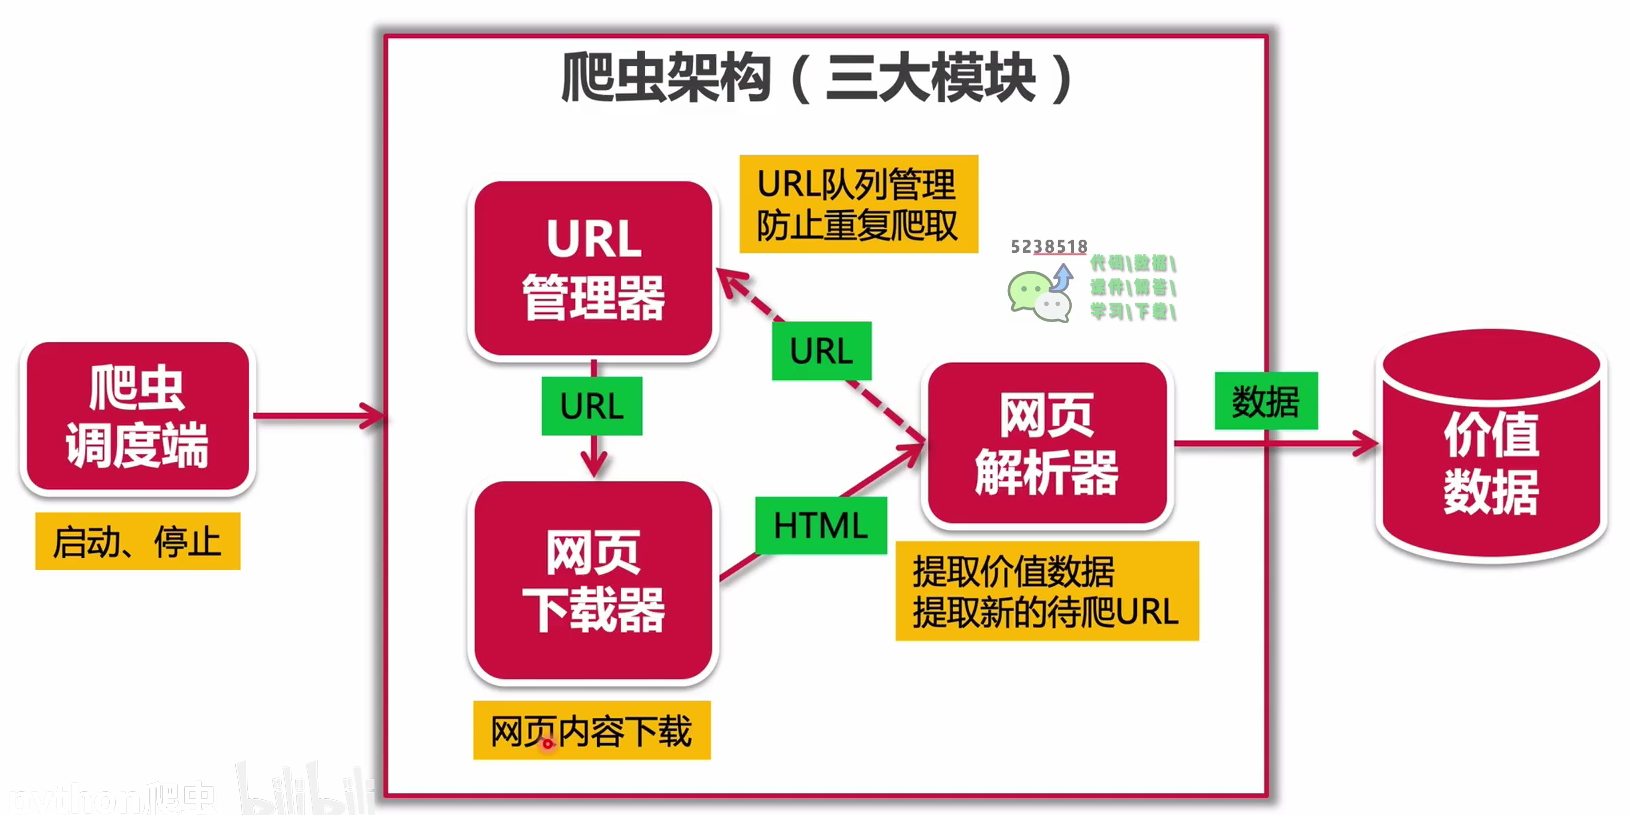 爬虫架构（三大模块）
URL队列管理
防止重复爬取
URL
管理器
5238518
代码\数据\
课件\解答\
学习\下载\
URL
URL
爬虫
调度端
启动、停止
网页
解析器
数据
价值
数据
HTML
网页
下载器
提取价值数据
提取新的待爬URL
网页内容下载
python爬虫
bilibili